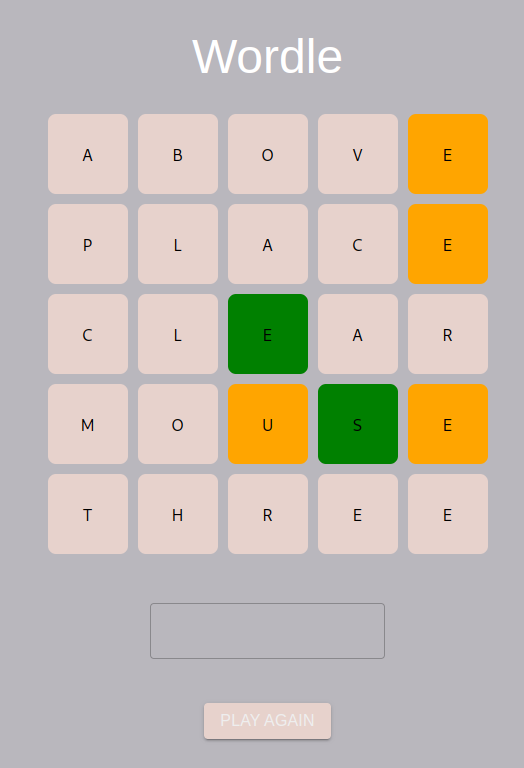 Wordle
A B O V E
P L A C E
C L E A R
M O U S E
T H R E E
PLAY AGAIN